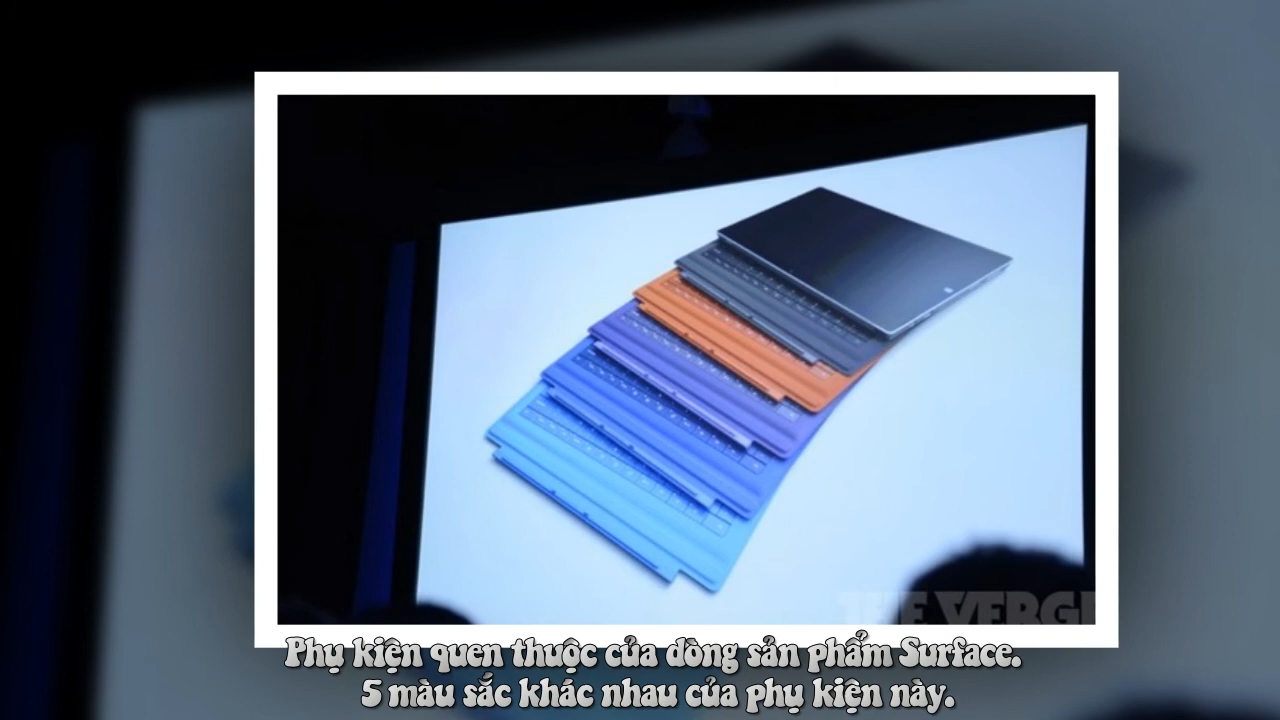 THE VERGE
Phụ kiện quen thuộc của dòng sản phẩm Surface.
5 màu sắc khác nhau của phụ kiện này.